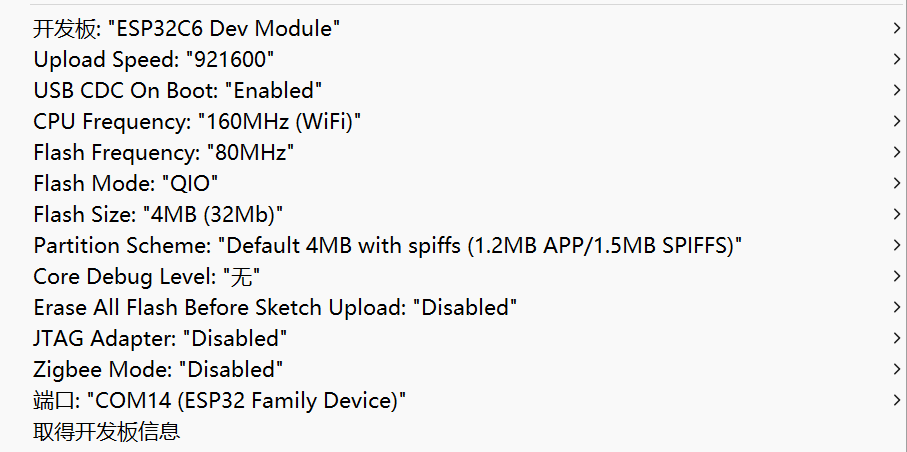 开发板: "ESP32C6 Dev Module"
Upload Speed: "921600"
USB CDC On Boot: "Enabled"
CPU Frequency: "160MHz (WiFi)"
Flash Frequency: "80MHz"
Flash Mode: "QIO"
Flash Size: "4MB (32Mb)"
Partition Scheme: "Default 4MB with spiffs (1.2MB APP/1.5MB SPIFFS)"
Core Debug Level: "无"
Erase All Flash Before Sketch Upload: "Disabled"
JTAG Adapter: "Disabled"
Zigbee Mode: "Disabled"
端口: "COM14 (ESP32 Family Device)"
取得开发板信息